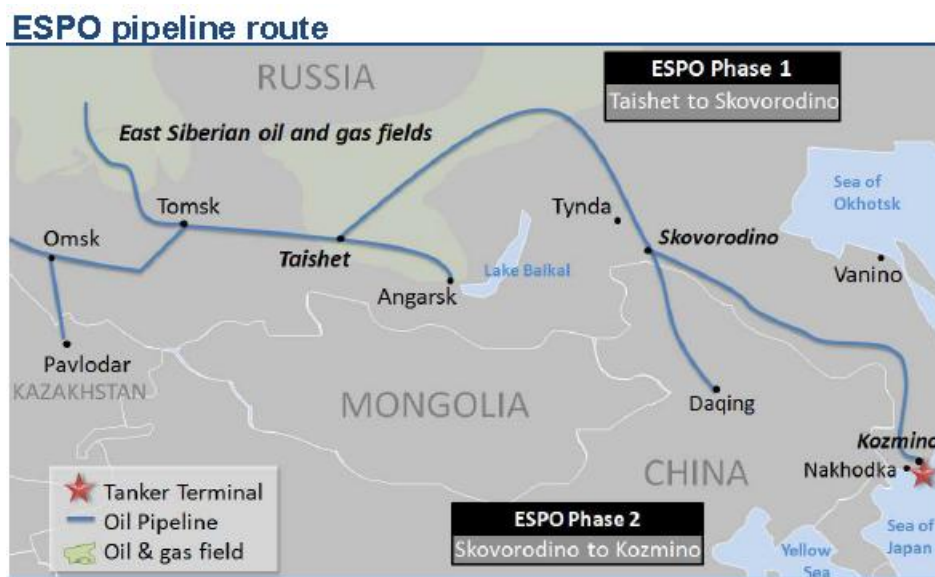 ESPO pipeline route
RUSSIA
ESPO Phase 1
Taishet to Skovorodino
East Siberian oil and gas fields
Sea of
Okhotsk
Tomsk
Tynda
Omsk
Skovorodino
Taishet
Lake Baikal
Vanino
Angarsk
Pavlodar
KAZAKHSTAN
MONGOLIA
Daqing
Kozmino
CHINA
Nakhodka
Tanker Terminal
Oil Pipeline
Oil & gas field
ESPO Phase 2
Skovorodino to Kozmino
Sea of
Japan
Yellow
Sea